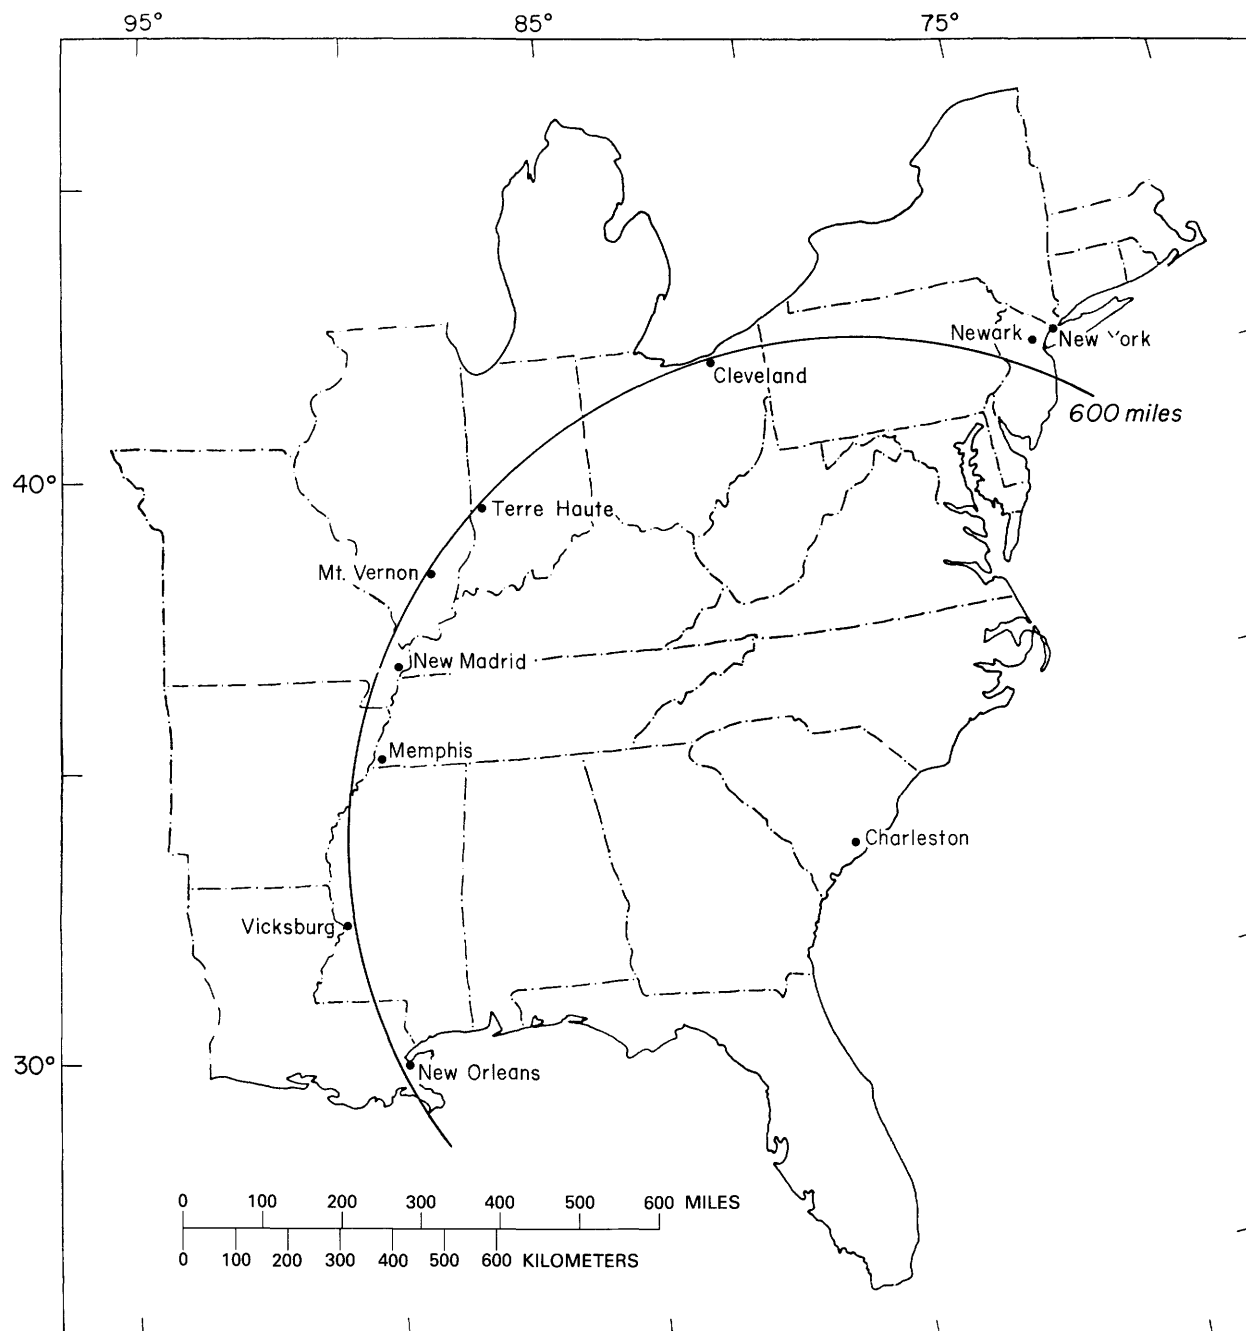 95° 85° 75°
Newark
New York
Cleveland
600 miles
40°
Terre Haute
Mt. Vernon
New Madrid
Memphis
Charleston
Vicksburg
30°
New Orleans
0 100 200 300 400 500 600 MILES
0 100 200 300 400 500 600 KILOMETERS